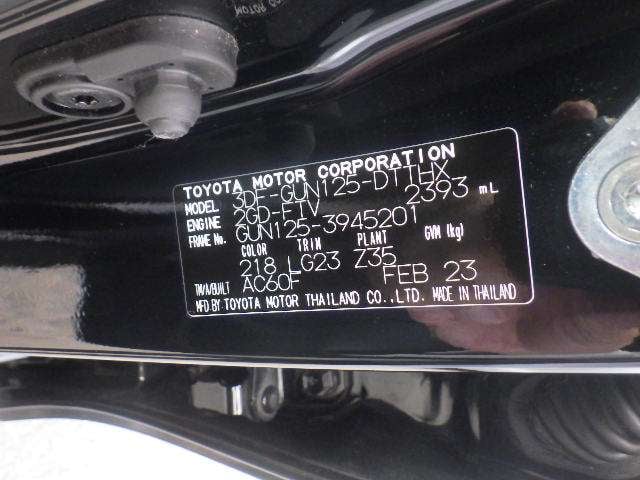 TOYOTA MOTOR CORPORATION
MODEL 3DF-GUN125-DTTHX
ENGINE 2GD-FTV 2393 mL
FRAME No. GUN125-3945201
COLOR TRIM PLANT GVM (kg)
218 LG23 Z35
TM/A/BUILT AC60F FEB 23
MFD BY TOYOTA MOTOR THAILAND CO.,LTD. MADE IN THAILAND